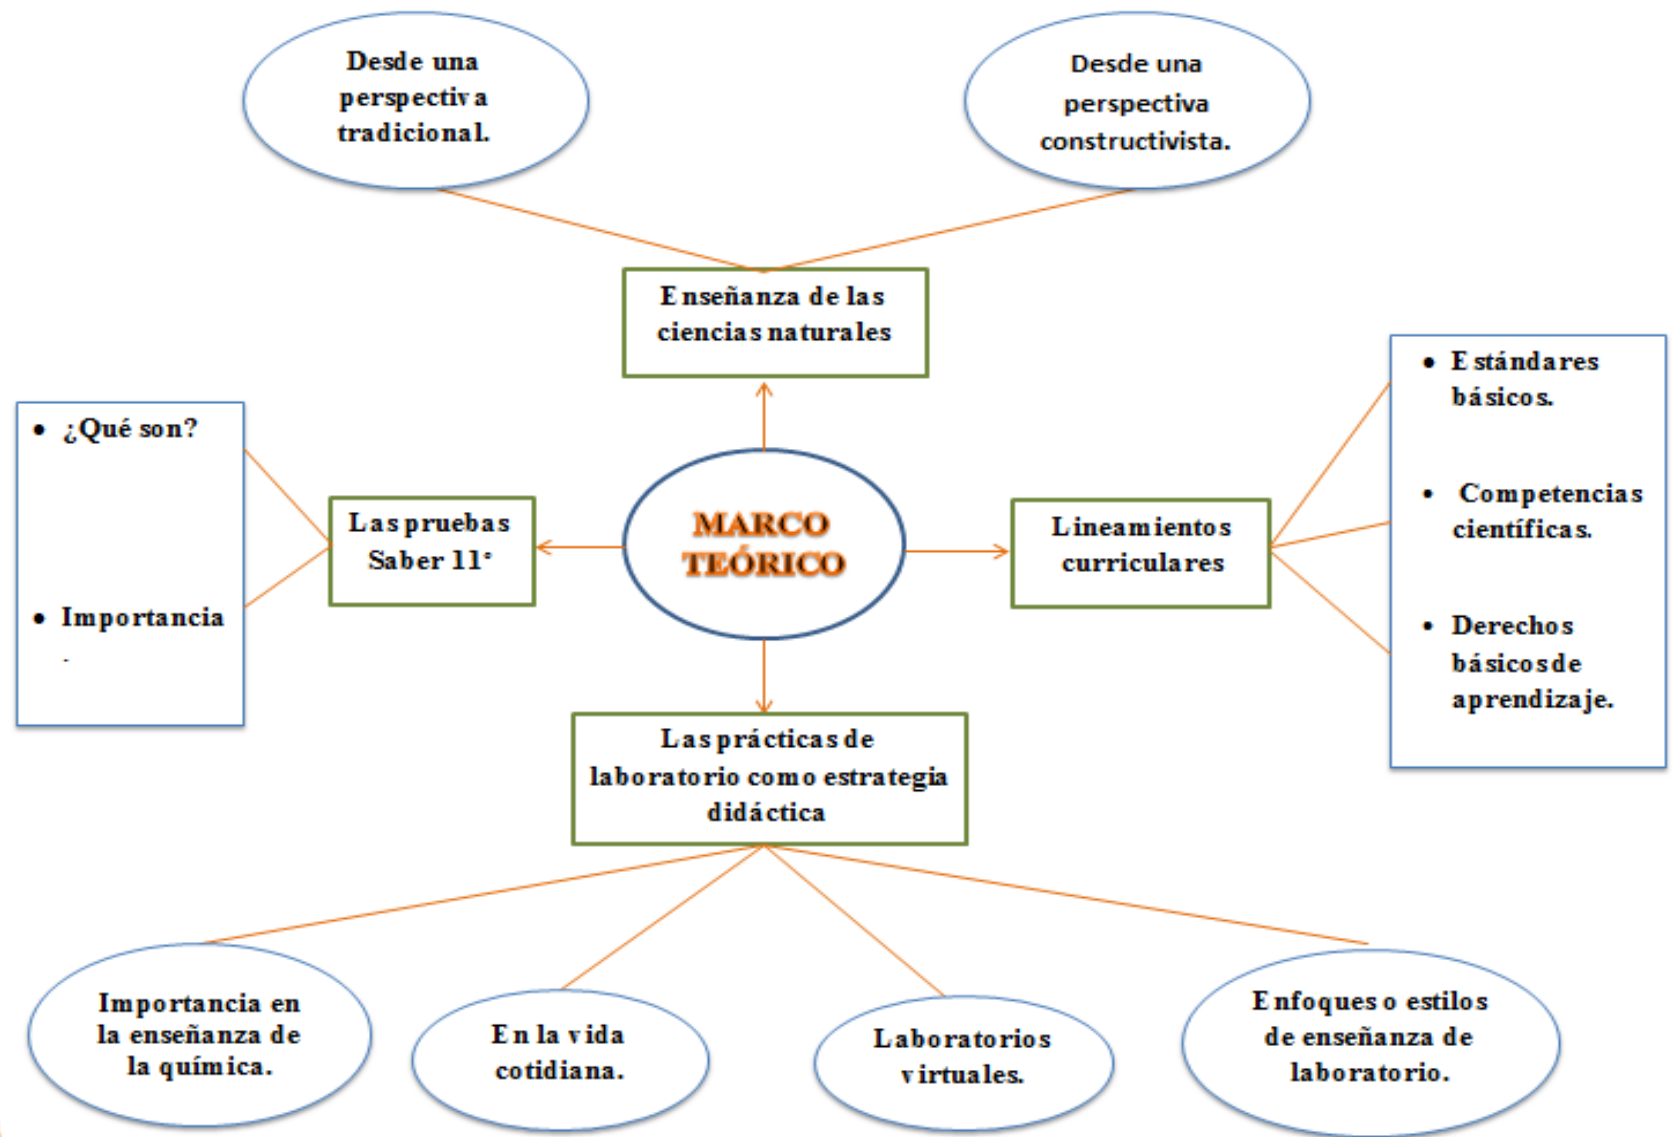 Desde una
perspectiva
tradicional.
Desde una
perspectiva
constructivista.
Enseñanza de las
ciencias naturales
• ¿Qué son?
• Importancia
.
Las pruebas
Saber 11°
MARCO
TEÓRICO
Lineamientos
curriculares
• Estándares
básicos.
• Competencias
científicas.
• Derechos
básicos de
aprendizaje.
Las prácticas de
laboratorio como estrategia
didáctica
Importancia en
la enseñanza de
la química.
En la vida
cotidiana.
Laboratorios
virtuales.
Enfoques o estilos
de enseñanza de
laboratorio.